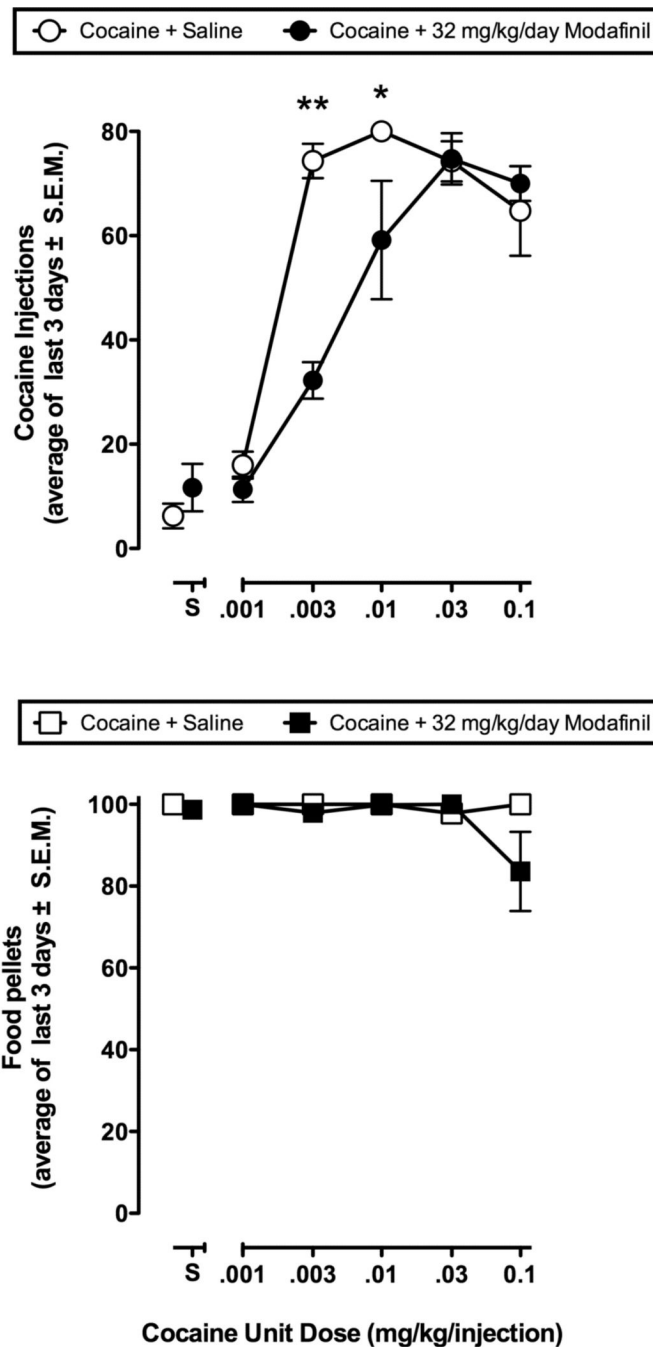 Cocaine + Saline Cocaine + 32 mg/kg/day Modafinil
** *
Cocaine Injections
(average of last 3 days ± S.E.M.)
80
60
40
20
0
S .001 .003 .01 .03 0.1
Cocaine + Saline Cocaine + 32 mg/kg/day Modafinil
Food pellets
(average of last 3 days ± S.E.M.)
100
80
60
40
20
0
S .001 .003 .01 .03 0.1
Cocaine Unit Dose (mg/kg/injection)